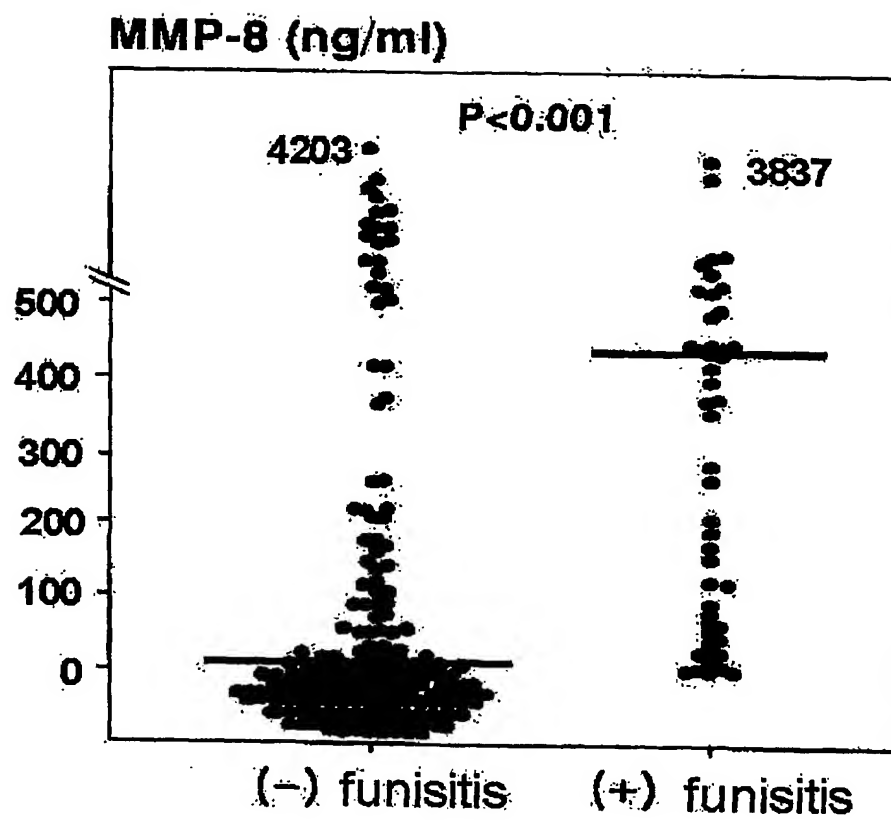 MMP-8 (ng/ml)
P<0.001
4203
3837
500
400
300
200
100
0
(-) funisitis
(+) funisitis